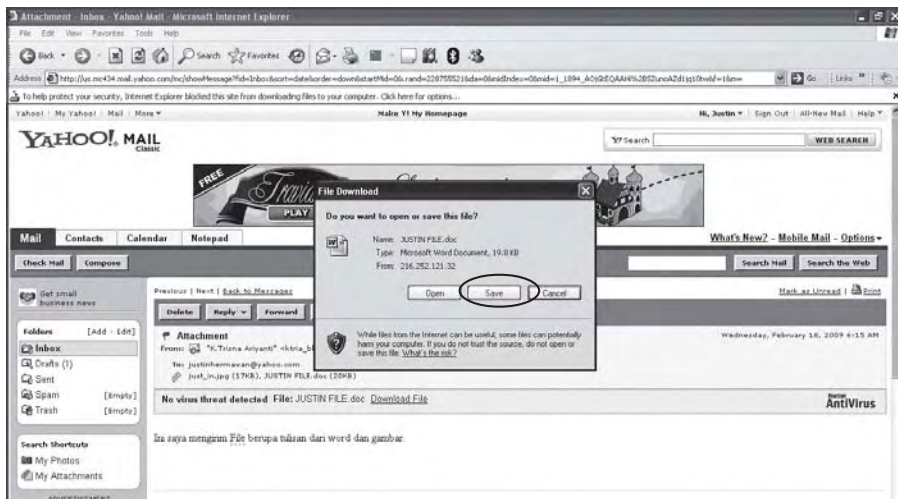 Attachment - Inbox - Yahoo! Mail - Microsoft Internet Explorer
File Edit View Favorites Tools Help
Back Search Favorites
Address Go Links
To help protect your security, Internet Explorer blocked this site from downloading files to your computer. Click here for options...
Yahoo! My Yahoo! Mail More Make Y! My Homepage Hi, Justin Sign Out All-New Mail Help
YAHOO! MAIL
Classic
Y! Search WEB SEARCH
FREE
PLAY
File Download
Do you want to open or save this file?
Name: JUSTIN FILE.doc
Type: Microsoft Word Document, 19.0 KB
From: 216.252.121.32
Open Save Cancel
While files from the Internet can be useful, some files can potentially
harm your computer. If you do not trust the source, do not open or
save this file. What's the risk?
Mail Contacts Calendar Notepad What's New? - Mobile Mail - Options
Check Mail Compose Search Mail Search the Web
Get small
business news
Previous | Next | Back to Messages Mark as Unread | Print
Delete Reply Forward
Folders [Add - Edit]
Inbox
Drafts (1)
Sent
Spam [Empty]
Trash [Empty]
Search Shortcuts
My Photos
My Attachments
ADVERTISEMENT
Attachment Wednesday, February 18, 2009 6:15 AM
From: "K.Trizna Ariyanti"
To: justinhermawan@yahoo.com
just_in.jpg (17KB), JUSTIN FILE.doc (20KB)
No virus threat detected File: JUSTIN FILE.doc Download File Norton AntiVirus
Ini saya mengirim File berupa tulisan dari word dan gambar